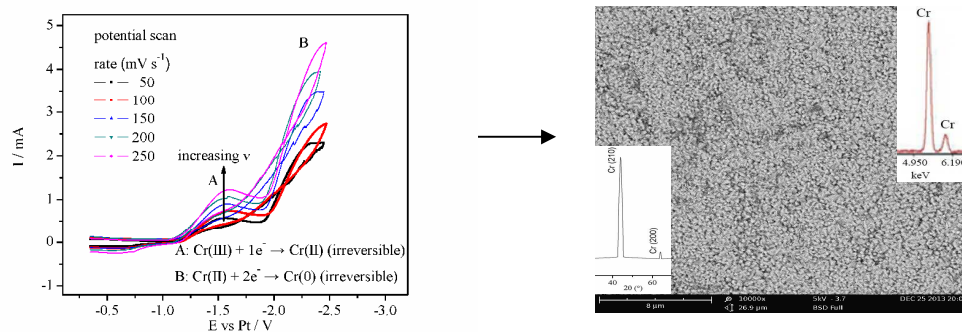 potential scan
rate (mV s⁻¹)
50
100
150
200
250
B
increasing v
A
A: Cr(III) + 1e⁻ → Cr(II) (irreversible)
B: Cr(II) + 2e⁻ → Cr(0) (irreversible)
5
4
3
2
1
0
-1
I / mA
-0.5 -1.0 -1.5 -2.0 -2.5 -3.0
E vs Pt / V
Cr
Cr
4.950 6.190
keV
Cr (210)
Cr (200)
40 60
2θ (°)
8 µm
10000x
26.9 µm
5kV - 3.7
BSD Full
DEC 25 2013 20:0